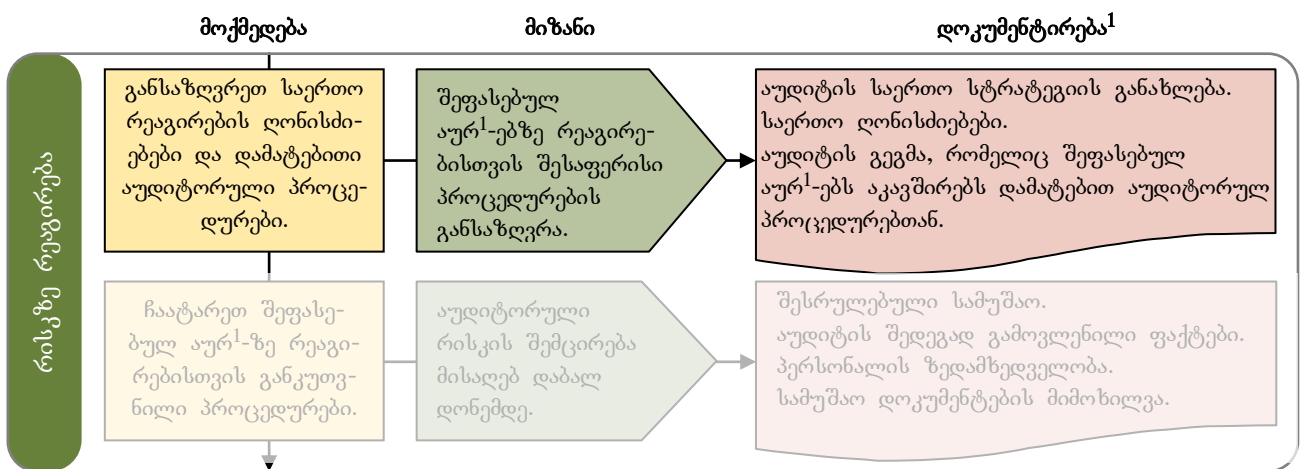 მოქმედება
მიზანი
დოკუმენტირება¹
რისკზე რეაგირება
განსაზღვრეთ საერთო
რეაგირების ღონისძი-
ებები და დამატებითი
აუდიტორული პროცე-
დურები.
შეფასებულ
აურ¹-ებზე რეაგირე-
ბისთვის შესაფერისი
პროცედურების
განსაზღვრა.
აუდიტის საერთო სტრატეგიის განახლება.
საერთო ღონისძიებები.
აუდიტის გეგმა, რომელიც შეფასებულ
აურ¹-ებს აკავშირებს დამატებით აუდიტორულ
პროცედურებთან.
ჩაატარეთ შეფასე-
ბულ აურ¹-ზე რეაგი-
რებისთვის განკუთვ-
ნილი პროცედურები.
აუდიტორული
რისკის შემცირება
მისაღებ დაბალ
დონემდე.
შესრულებული სამუშაო.
აუდიტის შედეგად გამოვლენილი ფაქტები.
პერსონალის ზედამხედველობა.
სამუშაო დოკუმენტების მიმოხილვა.